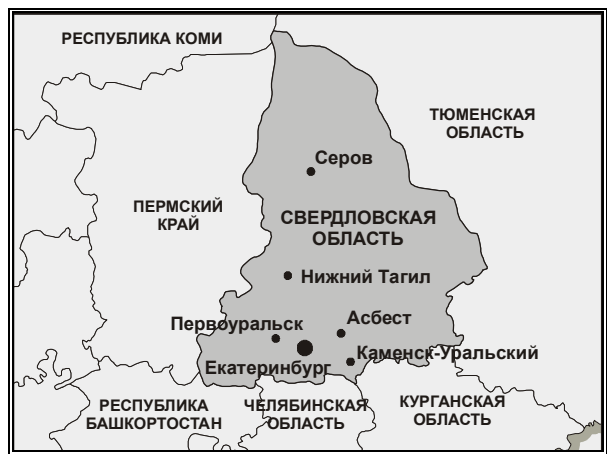 РЕСПУБЛИКА КОМИ
ТЮМЕНСКАЯ
ОБЛАСТЬ
Серов
ПЕРМСКИЙ
КРАЙ
СВЕРДЛОВСКАЯ
ОБЛАСТЬ
Нижний Тагил
Первоуральск
Асбест
Екатеринбург
Каменск-Уральский
РЕСПУБЛИКА
БАШКОРТОСТАН
ЧЕЛЯБИНСКАЯ
ОБЛАСТЬ
КУРГАНСКАЯ
ОБЛАСТЬ